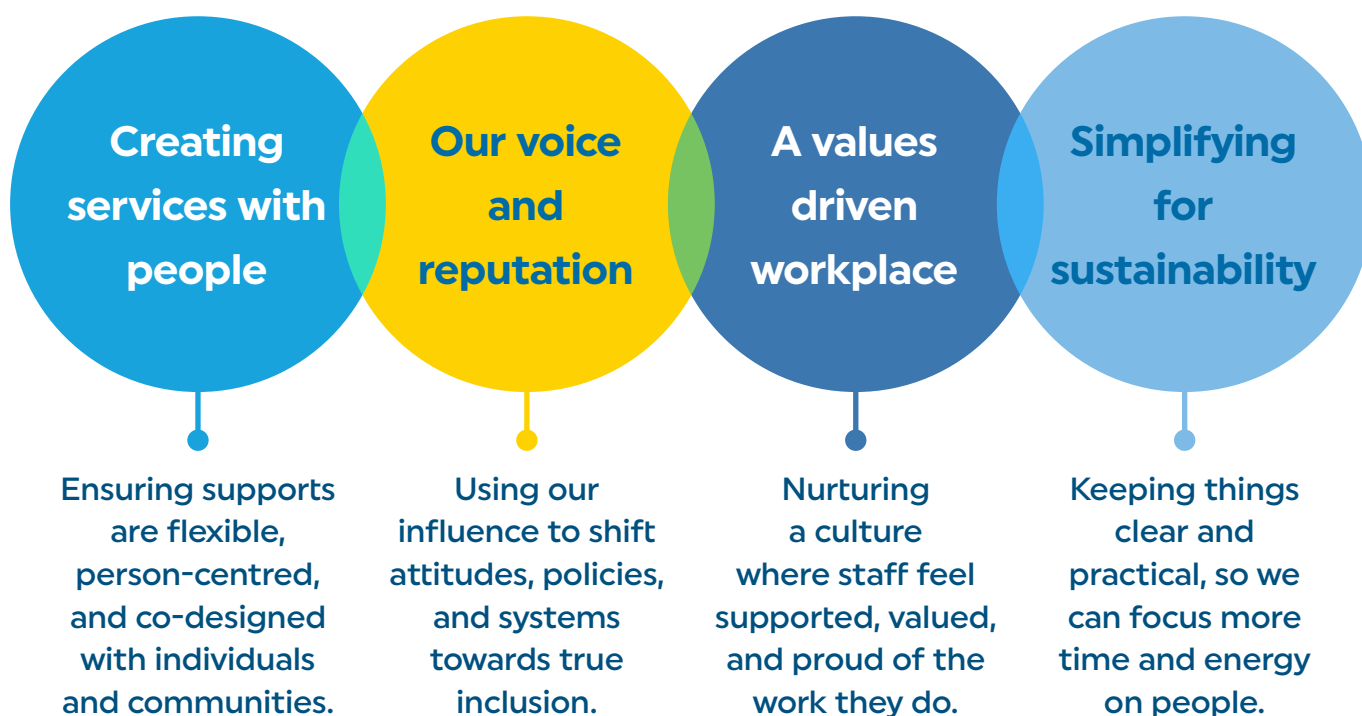 Creating
services with
people
Our voice
and
reputation
A values
driven
workplace
Simplifying
for
sustainability
Ensuring supports
are flexible,
person-centred,
and co-designed
with individuals
and communities.
Using our
influence to shift
attitudes, policies,
and systems
towards true
inclusion.
Nurturing
a culture
where staff feel
supported, valued,
and proud of the
work they do.
Keeping things
clear and
practical, so we
can focus more
time and energy
on people.